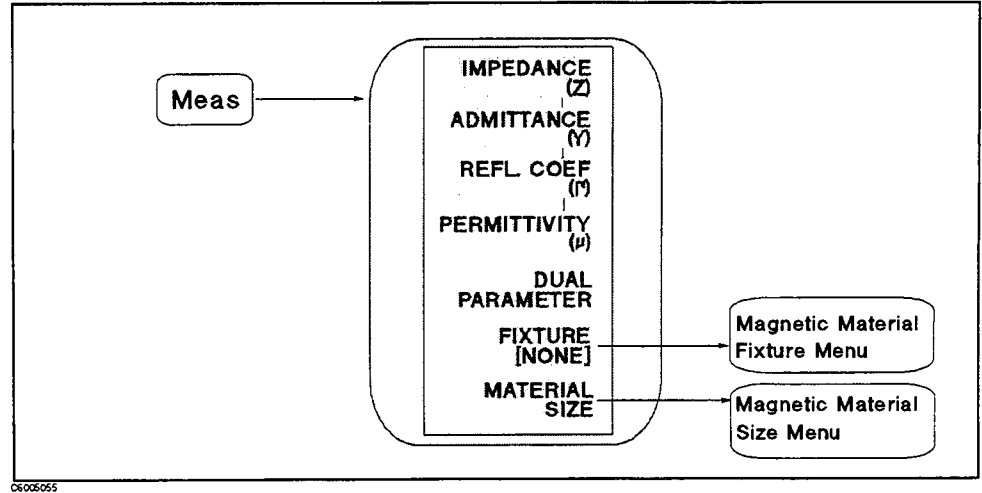 IMPEDANCE
(Z)
Meas
ADMITTANCE
(Y)
REFL. COEF
(Γ)
PERMITTIVITY
(μ)
DUAL
PARAMETER
FIXTURE
[NONE]
Magnetic Material
Fixture Menu
MATERIAL
SIZE
Magnetic Material
Size Menu
C6005055